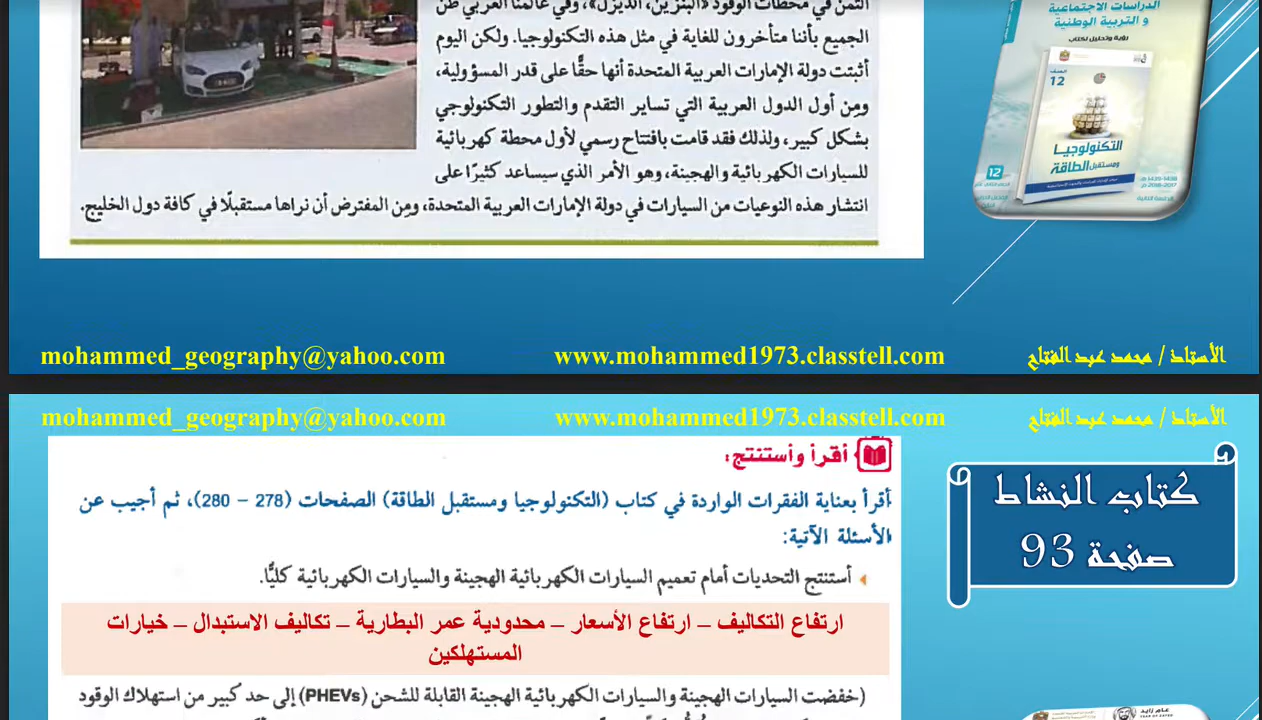 الثمن في محطات الوقود «البنزين، الديزل»، وفي عالمنا العربي ظن
الجميع بأننا متأخرون للغاية في مثل هذه التكنولوجيا. ولكن اليوم
أثبتت دولة الإمارات العربية المتحدة أنها حقًّا على قدر المسؤولية،
ومن أول الدول العربية التي تساير التقدم والتطور التكنولوجي
بشكل كبير، ولذلك فقد قامت بافتتاح رسمي لأول محطة كهربائية
للسيارات الكهربائية والهجينة، وهو الأمر الذي سيساعد كثيرًا على
انتشار هذه النوعيات من السيارات في دولة الإمارات العربية المتحدة، ومن المفترض أن نراها مستقبلًا في كافة دول الخليج.
الدراسات الاجتماعية
و التربية الوطنية
رؤية وتحليل لكتاب
12
التكنولوجيا
ومستقبل الطاقة
12
mohammed_geography@yahoo.com www.mohammed1973.classtell.com الأستاذ / محمد عبد الفتاح
mohammed_geography@yahoo.com www.mohammed1973.classtell.com الأستاذ / محمد عبد الفتاح
كتاب النشاط
صفحة 93
أقرأ وأستنتج:
أقرأ بعناية الفقرات الواردة في كتاب (التكنولوجيا ومستقبل الطاقة) الصفحات (278 – 280)، ثم أجيب عن
الأسئلة الآتية:
أستنتج التحديات أمام تعميم السيارات الكهربائية الهجينة والسيارات الكهربائية كليًّا.
ارتفاع التكاليف – ارتفاع الأسعار – محدودية عمر البطارية – تكاليف الاستبدال – خيارات
المستهلكين
(خفضت السيارات الهجينة والسيارات الكهربائية الهجينة القابلة للشحن (PHEVs) إلى حد كبير من استهلاك الوقود
عام زايد